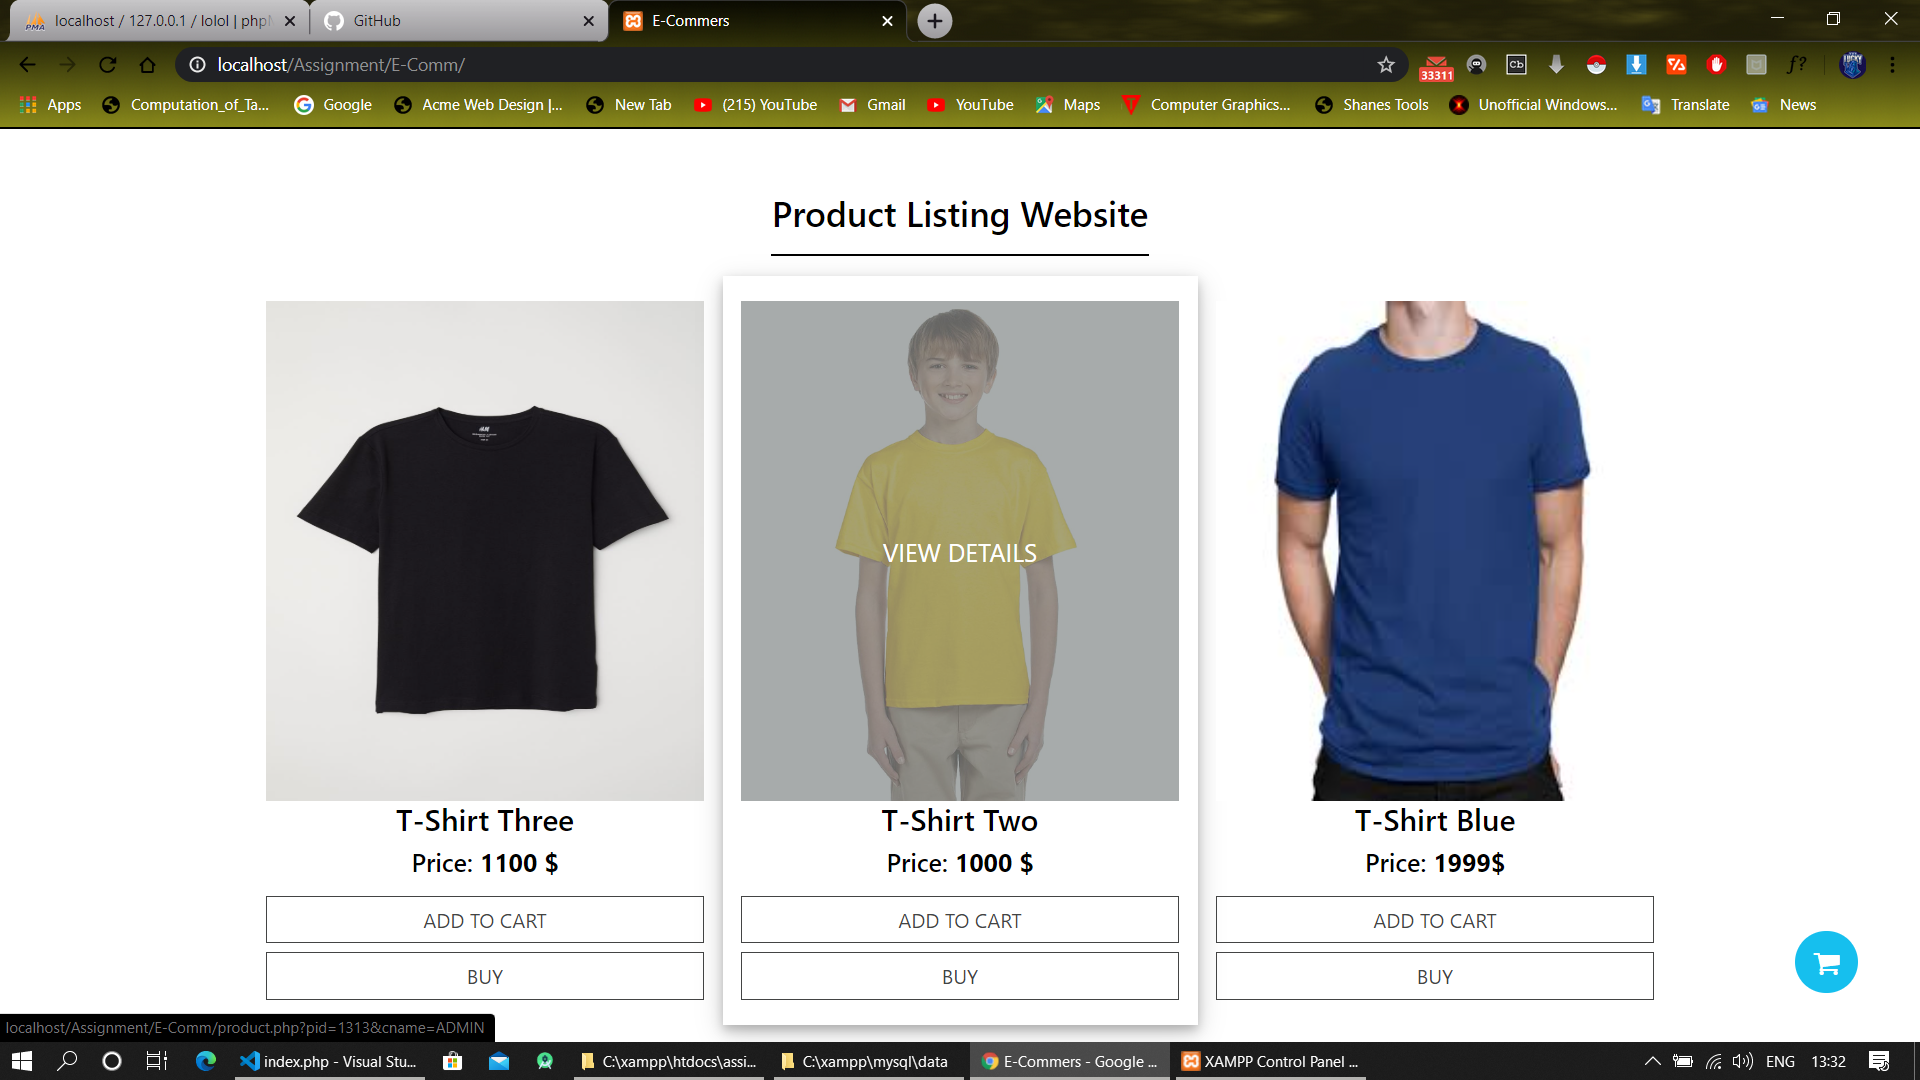 localhost / 127.0.0.1 / lolol | php
GitHub
E-Commers
localhost/Assignment/E-Comm/
33311
Cb
f?
Apps
Computation_of_Ta...
Google
Acme Web Design |...
New Tab
(215) YouTube
Gmail
YouTube
Maps
Computer Graphics...
Shanes Tools
Unofficial Windows...
Translate
News
Product Listing Website
VIEW DETAILS
T-Shirt Three
T-Shirt Two
T-Shirt Blue
Price: 1100 $
Price: 1000 $
Price: 1999$
ADD TO CART
ADD TO CART
ADD TO CART
BUY
BUY
BUY
localhost/Assignment/E-Comm/product.php?pid=1313&cname=ADMIN
index.php - Visual Stu...
C:\xampp\htdocs\assi...
C:\xampp\mysql\data
E-Commers - Google ...
XAMPP Control Panel ...
ENG
13:32